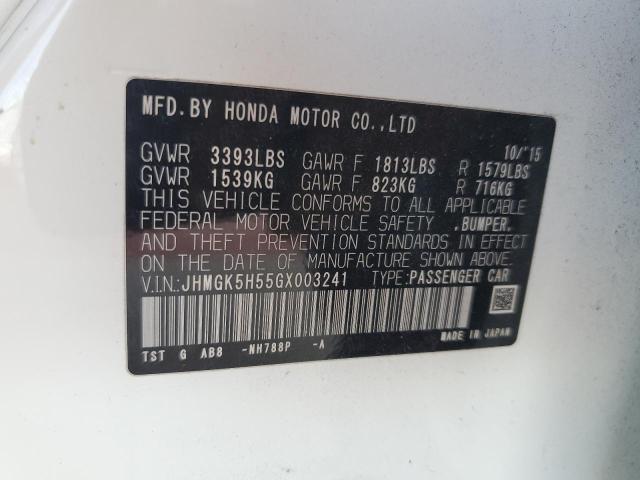 MFD.BY HONDA MOTOR CO.,LTD
10/'15
GVWR 3393LBS GAWR F 1813LBS R 1579LBS
GVWR 1539KG GAWR F 823KG R 716KG
THIS VEHICLE CONFORMS TO ALL APPLICABLE
FEDERAL MOTOR VEHICLE SAFETY ,BUMPER,
AND THEFT PREVENTION STANDARDS IN EFFECT
ON THE DATE OF MANUFACTURE SHOWN ABOVE.
V.I.N:JHMGK5H55GX003241 TYPE:PASSENGER CAR
MADE IN JAPAN
TST G AB8 -NH788P -A